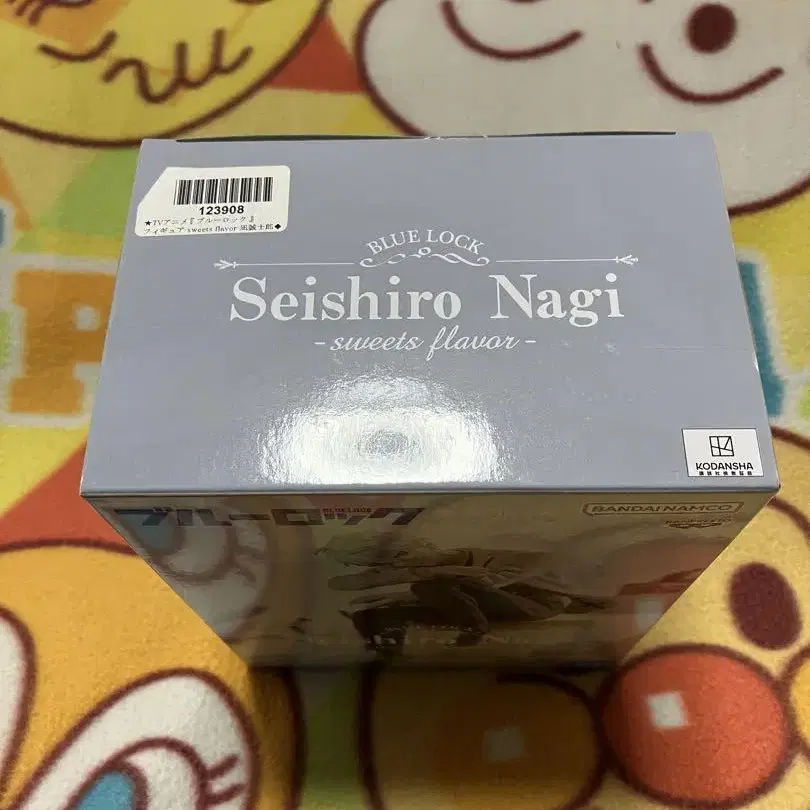 123908
★TVアニメ『ブルーロック』
フィギュア sweets flavor 凪誠士郎◆
BLUE LOCK
Seishiro Nagi
-sweets flavor-
KODANSHA
ブルーロック
BLUELOCK
BANDAI NAMCO